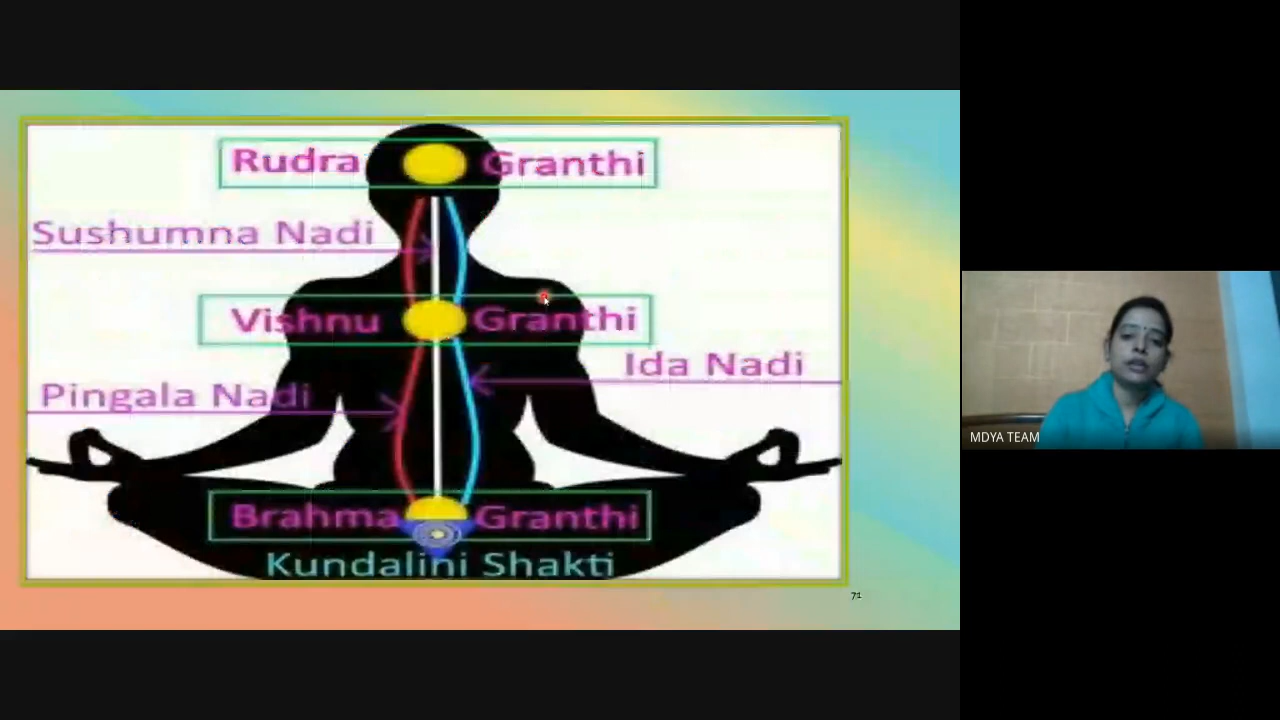 Rudra Granthi
Sushumna Nadi
Vishnu Granthi
Ida Nadi
Pingala Nadi
Brahma Granthi
Kundalini Shakti
71
MDYA TEAM